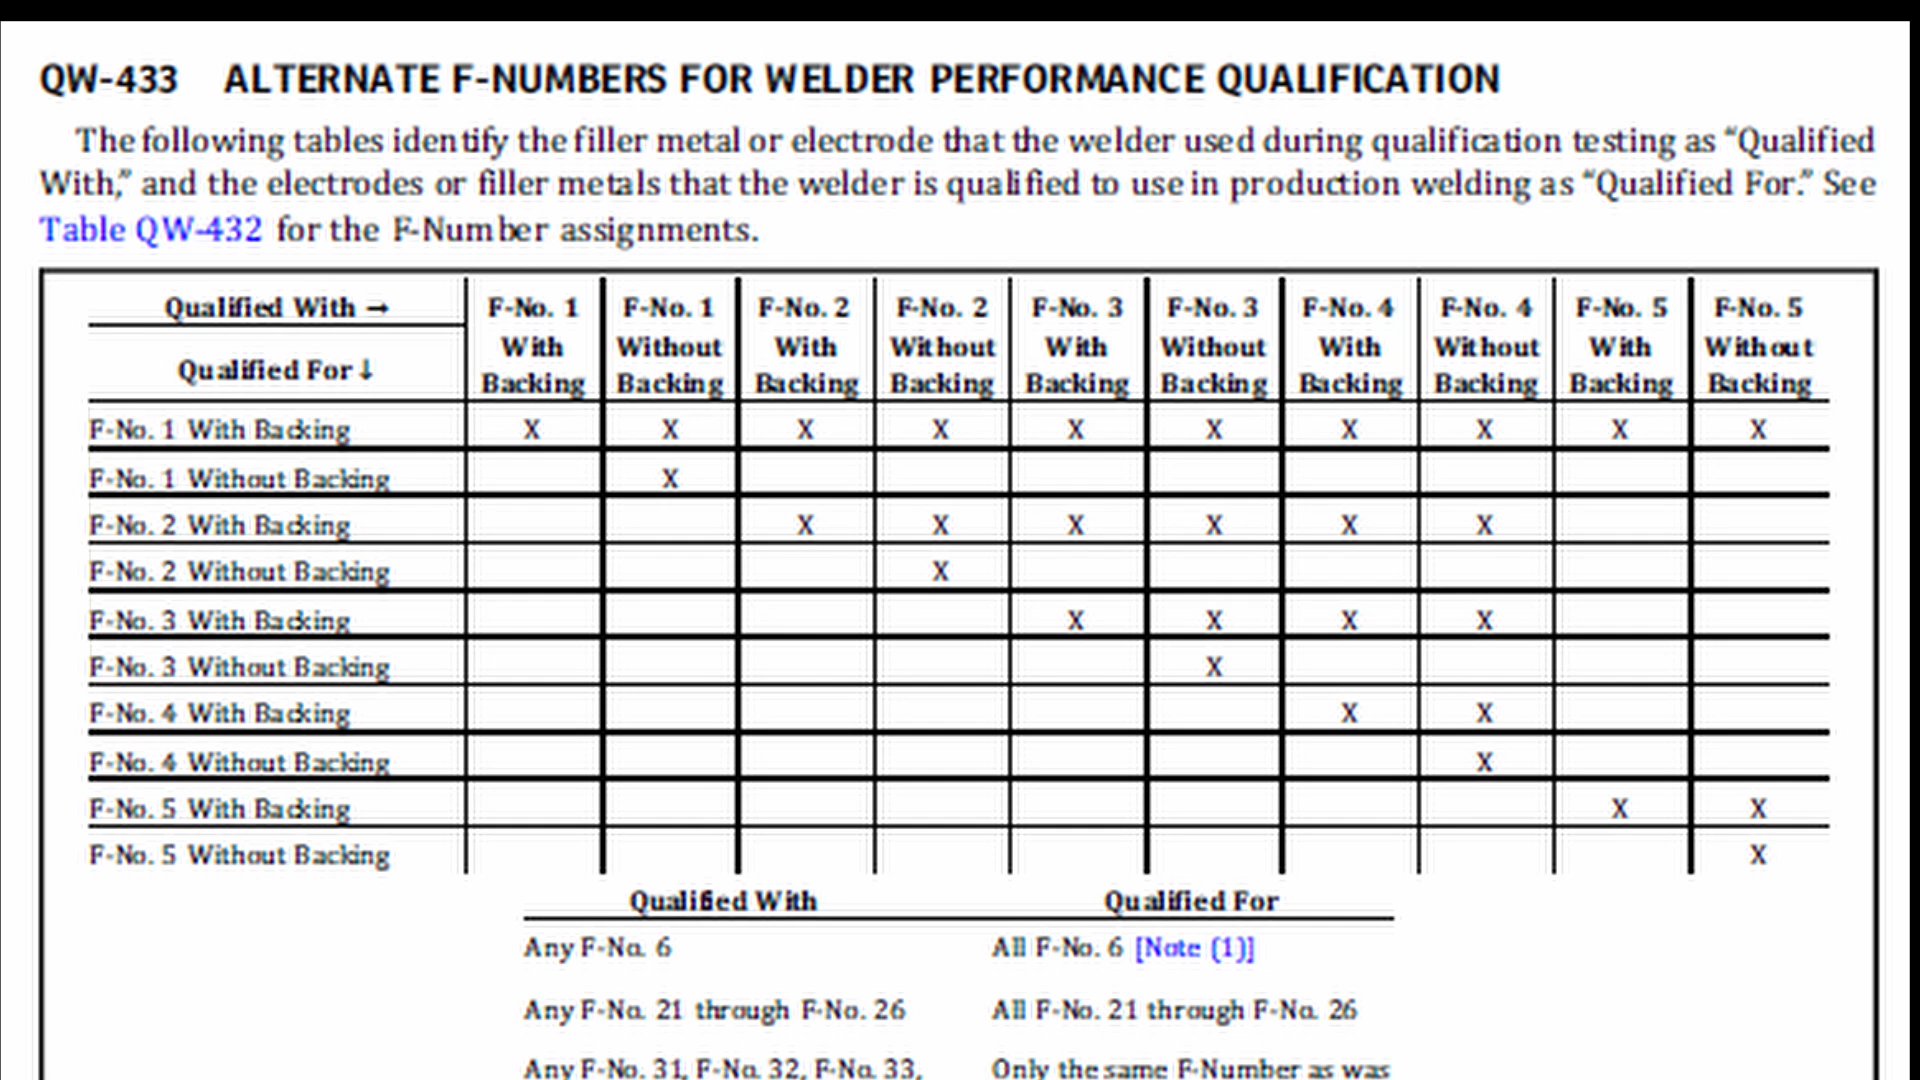 QW-433 ALTERNATE F-NUMBERS FOR WELDER PERFORMANCE QUALIFICATION
The following tables identify the filler metal or electrode that the welder used during qualification testing as “Qualified
With,” and the electrodes or filler metals that the welder is qualified to use in production welding as “Qualified For.” See
Table QW-432 for the F-Number assignments.
Qualified With → F-No. 1 F-No. 1 F-No. 2 F-No. 2 F-No. 3 F-No. 3 F-No. 4 F-No. 4 F-No. 5 F-No. 5
With Without With Without With Without With Without With Without
Qualified For ↓ Backing Backing Backing Backing Backing Backing Backing Backing Backing Backing
F-No. 1 With Backing X X X X X X X X X X
F-No. 1 Without Backing X
F-No. 2 With Backing X X X X X X
F-No. 2 Without Backing X
F-No. 3 With Backing X X X X
F-No. 3 Without Backing X
F-No. 4 With Backing X X
F-No. 4 Without Backing X
F-No. 5 With Backing X X
F-No. 5 Without Backing X
Qualified With Qualified For
Any F-No. 6 All F-No. 6 [Note (1)]
Any F-No. 21 through F-No. 26 All F-No. 21 through F-No. 26
Any F-No. 31, F-No. 32, F-No. 33, Only the same F-Number as was